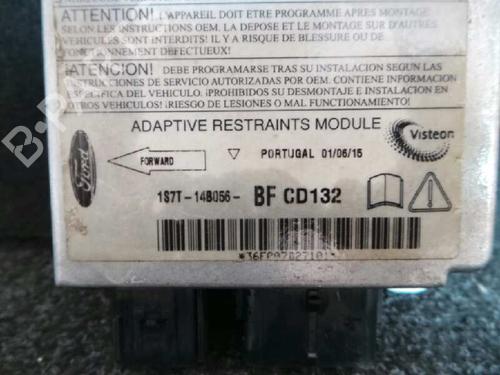 ATTENTION! L'APPAREIL DOIT ETRE PROGRAMME APRES MONTAGE
SELON LES INSTRUCTIONS OEM. LA DEPOSE ET LE MONTAGE SUR D'AUTRES
VEHICULES SONT INTERDITS! IL Y A RISQUE DE BLESSURE OU DE
FONCTIONNEMENT DEFECTUEUX!
¡ATENCION! DEBE PROGRAMARSE TRAS SU INSTALACION SEGUN LAS
INSTRUCCIONES DE SERVICIO AUTORIZADAS POR OEM. CONTIENE INFORMACION
ESPECIFICA DEL VEHICULO. ¡PROHIBIDOS SU DESMONTAJE E INSTALACION EN
OTROS VEHICULOS! ¡RIESGO DE LESIONES O MAL FUNCIONAMIENTO!
ADAPTIVE RESTRAINTS MODULE
Visteon
Ford
FORWARD
PORTUGAL 01/06/15
1S7T-14B056- BF CD132